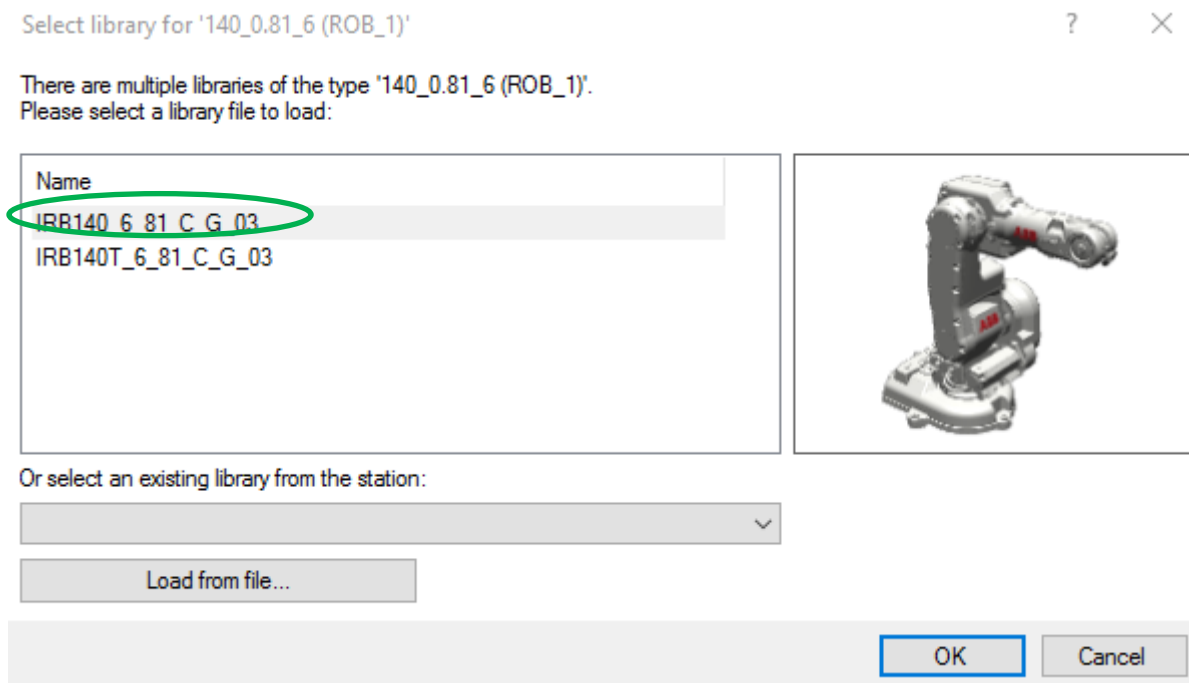 Select library for '140_0.81_6 (ROB_1)'
?
There are multiple libraries of the type '140_0.81_6 (ROB_1)'.
Please select a library file to load:
Name
IRB140_6_81_C_G_03
IRB140T_6_81_C_G_03
ABB
ABB
Or select an existing library from the station:
Load from file...
OK
Cancel